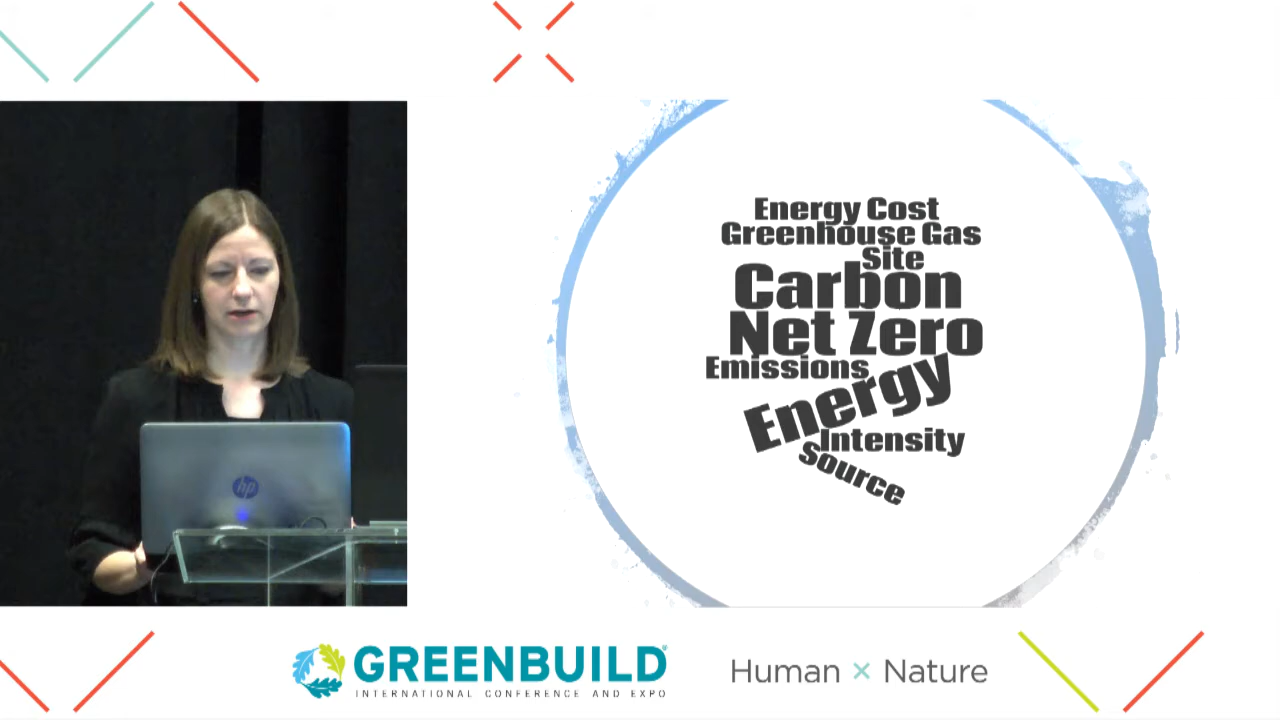 Energy Cost
Greenhouse Gas
Site
Carbon
Net Zero
Emissions
Energy
Intensity
Source
hp
GREENBUILD
INTERNATIONAL CONFERENCE AND EXPO
Human × Nature